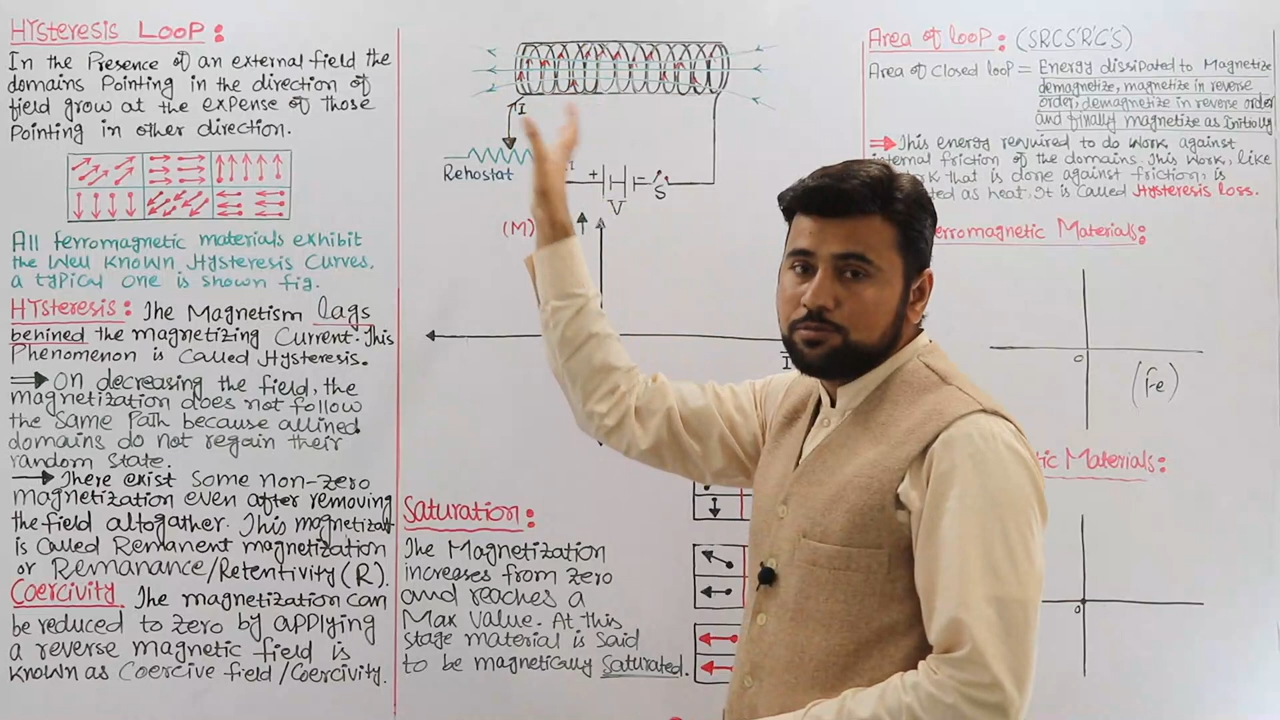 HYSteresis LOOP:
In the Presence of an external field the
domains Pointing in the direction of
field grow at the expense of those
Pointing in other direction.
All ferromagnetic materials exhibit
the Well Known Hysteresis Curves.
a typical one is shown fig.
HYSteresis: The Magnetism lags
behined the magnetizing Current. This
Phenomenon is Called Hysteresis.
⇒ On decreasing the field, the
magnetization does not follow
the Same Path because allined
domains do not regain their
random State.
→ There exist Some non-zero
magnetization even after removing
the field altogather. This magnetizat
is Called Remanent magnetization
or Remanance/Retentivity (R).
Coercivity The magnetization Can
be reduced to zero by applying
a reverse magnetic field is
known as Coercive field/Coercivity.
I
Rehostat
+
V
S
(M)
I
Saturation:
The Magnetization
increases from zero
and reaches a
Max Value. At this
stage material is said
to be magnetically Saturated.
Area of loop: (SRCS'R'C'S)
Area of Closed loop = Energy dissipated to Magnetize
demagnetize, magnetize in reverse
order, demagnetize in reverse order
and finally magnetize as Initially
⇒ This energy required to do work against
internal friction of the domains. This work, like
that is done against friction, is
as heat. It is Called Hysteresis loss.
erromagnetic Materials:
o
(Fe)
tic Materials:
o